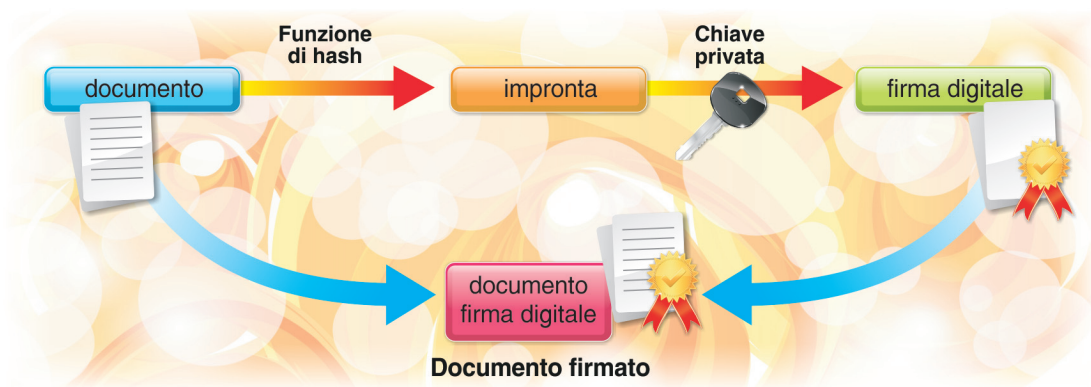 Funzione
di hash
Chiave
privata
documento
impronta
firma digitale
documento
firma digitale
Documento firmato